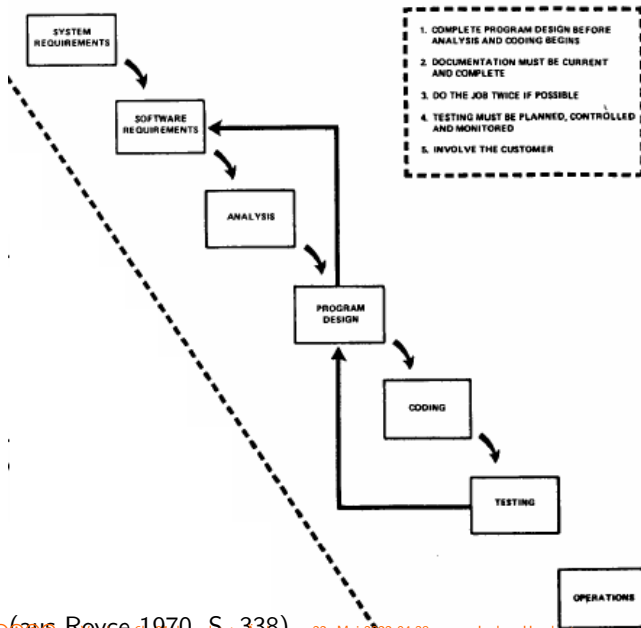 SYSTEM
REQUIREMENTS
1. COMPLETE PROGRAM DESIGN BEFORE
ANALYSIS AND CODING BEGINS
2. DOCUMENTATION MUST BE CURRENT
AND COMPLETE
3. DO THE JOB TWICE IF POSSIBLE
4. TESTING MUST BE PLANNED, CONTROLLED
AND MONITORED
5. INVOLVE THE CUSTOMER
SOFTWARE
REQUIREMENTS
ANALYSIS
PROGRAM
DESIGN
CODING
TESTING
OPERATIONS
(aus Royce 1970, S. 338)